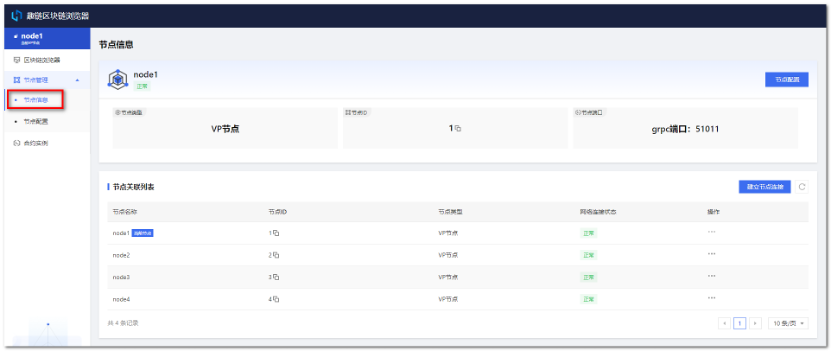 趣链区块链浏览器
node1
当前VP节点
区块链浏览器
节点管理
节点信息
节点配置
合约实例
节点信息
node1
正常
节点配置
节点类型
VP节点
节点ID
1
节点端口
grpc端口：51011
节点关联列表
建立节点连接
节点名称 节点ID 节点类型 网络连接状态 操作
node1 当前节点 1 VP节点 正常 ...
node2 2 VP节点 正常 ...
node3 3 VP节点 正常 ...
node4 4 VP节点 正常 ...
共 4 条记录
< 1 > 10 条/页